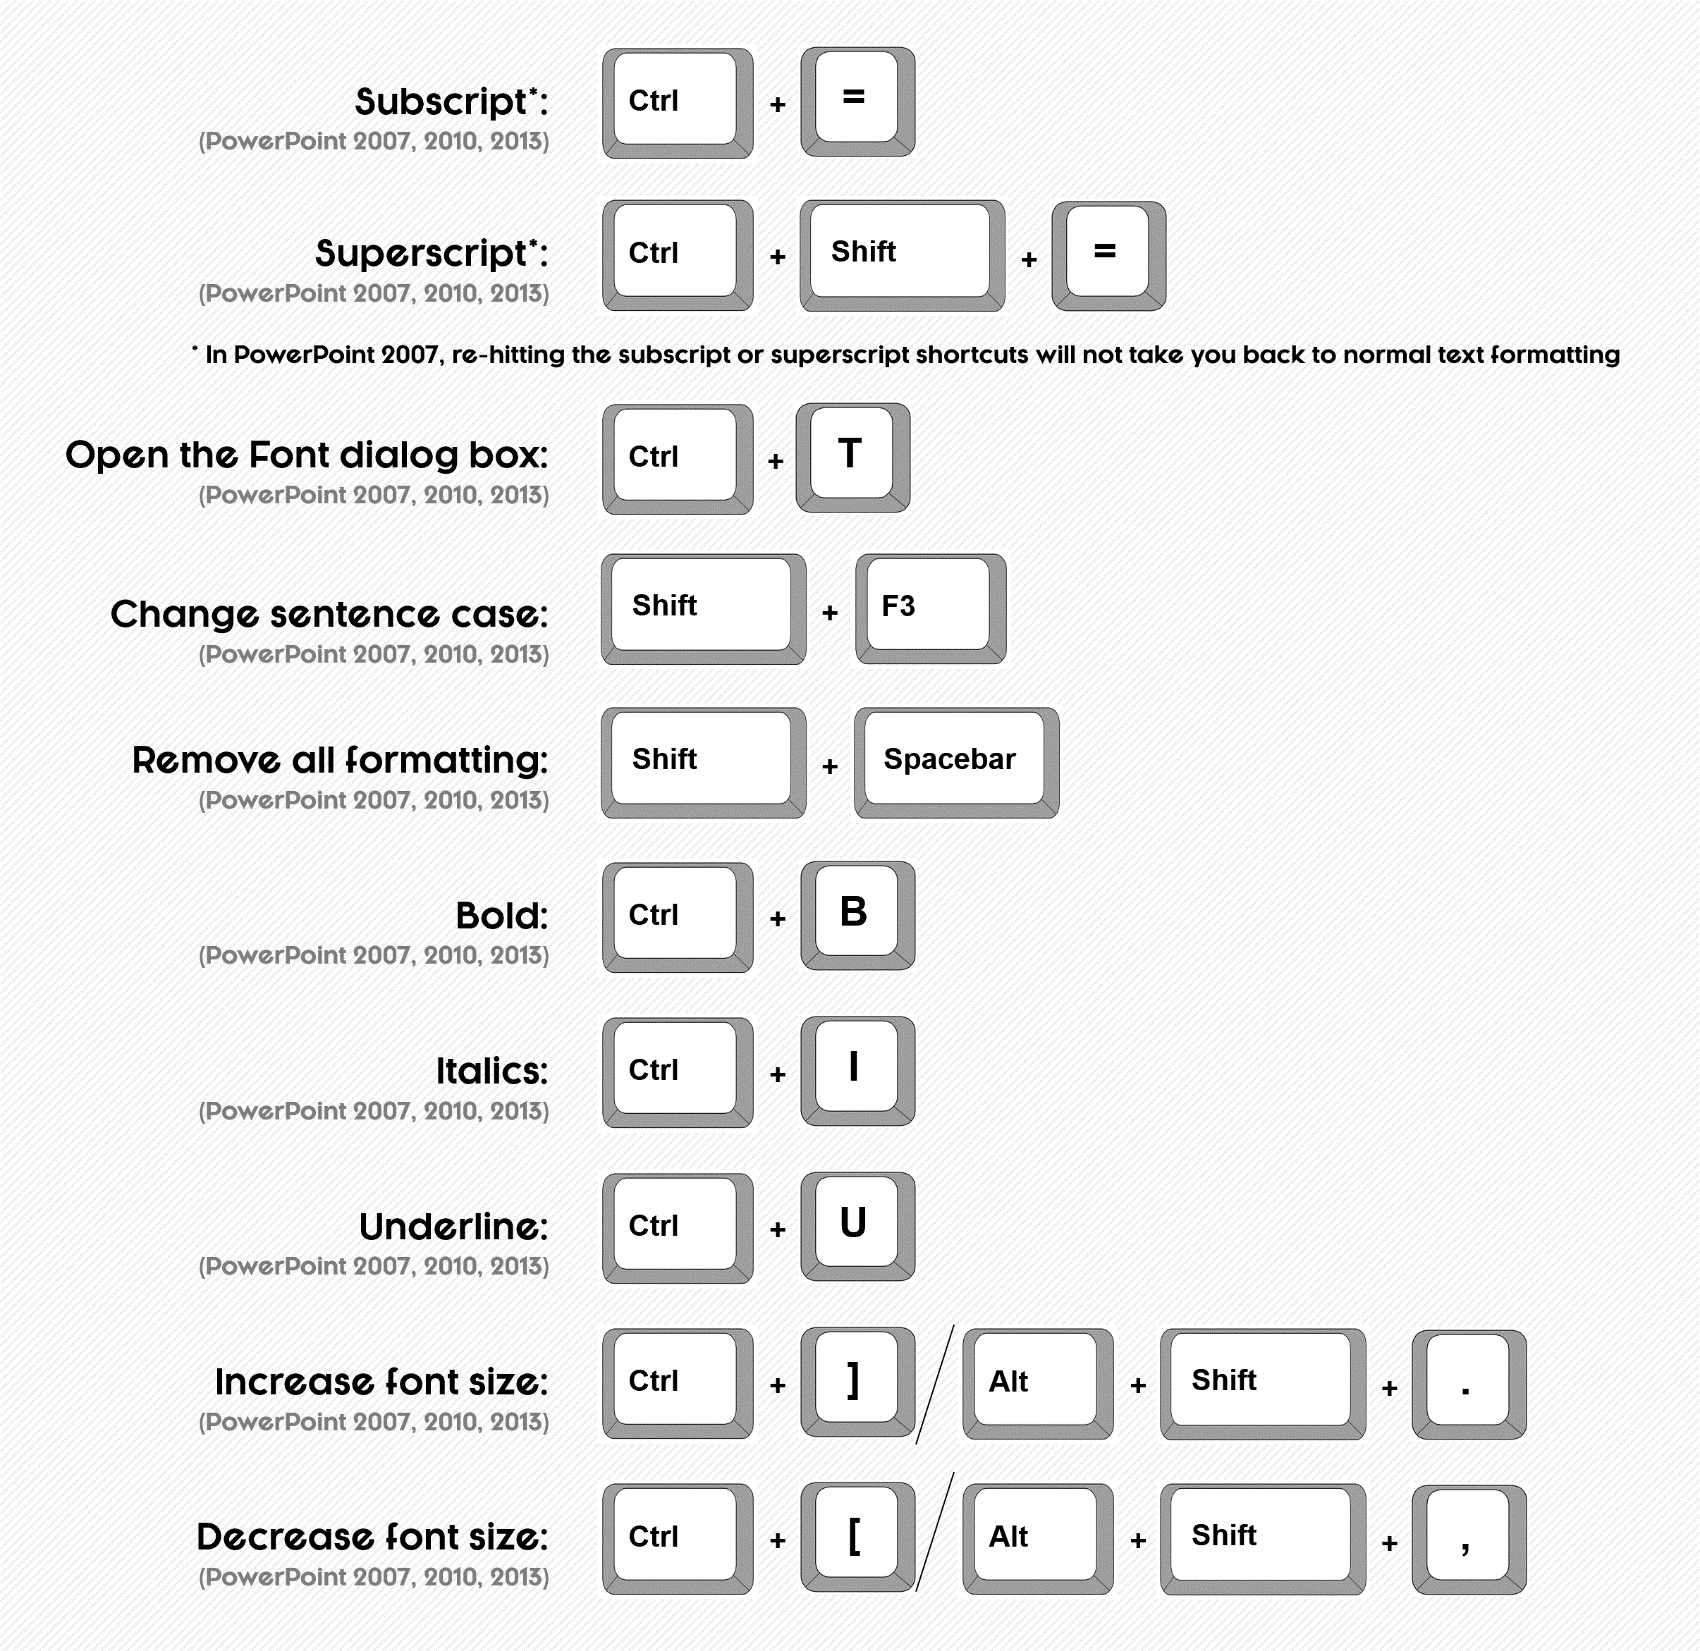 Subscript*: Ctrl + =
(PowerPoint 2007, 2010, 2013)
Superscript*: Ctrl + Shift + =
(PowerPoint 2007, 2010, 2013)
* In PowerPoint 2007, re-hitting the subscript or superscript shortcuts will not take you back to normal text formatting
Open the Font dialog box: Ctrl + T
(PowerPoint 2007, 2010, 2013)
Change sentence case: Shift + F3
(PowerPoint 2007, 2010, 2013)
Remove all formatting: Shift + Spacebar
(PowerPoint 2007, 2010, 2013)
Bold: Ctrl + B
(PowerPoint 2007, 2010, 2013)
Italics: Ctrl + I
(PowerPoint 2007, 2010, 2013)
Underline: Ctrl + U
(PowerPoint 2007, 2010, 2013)
Increase font size: Ctrl + ] / Alt + Shift + .
(PowerPoint 2007, 2010, 2013)
Decrease font size: Ctrl + [ / Alt + Shift + ,
(PowerPoint 2007, 2010, 2013)